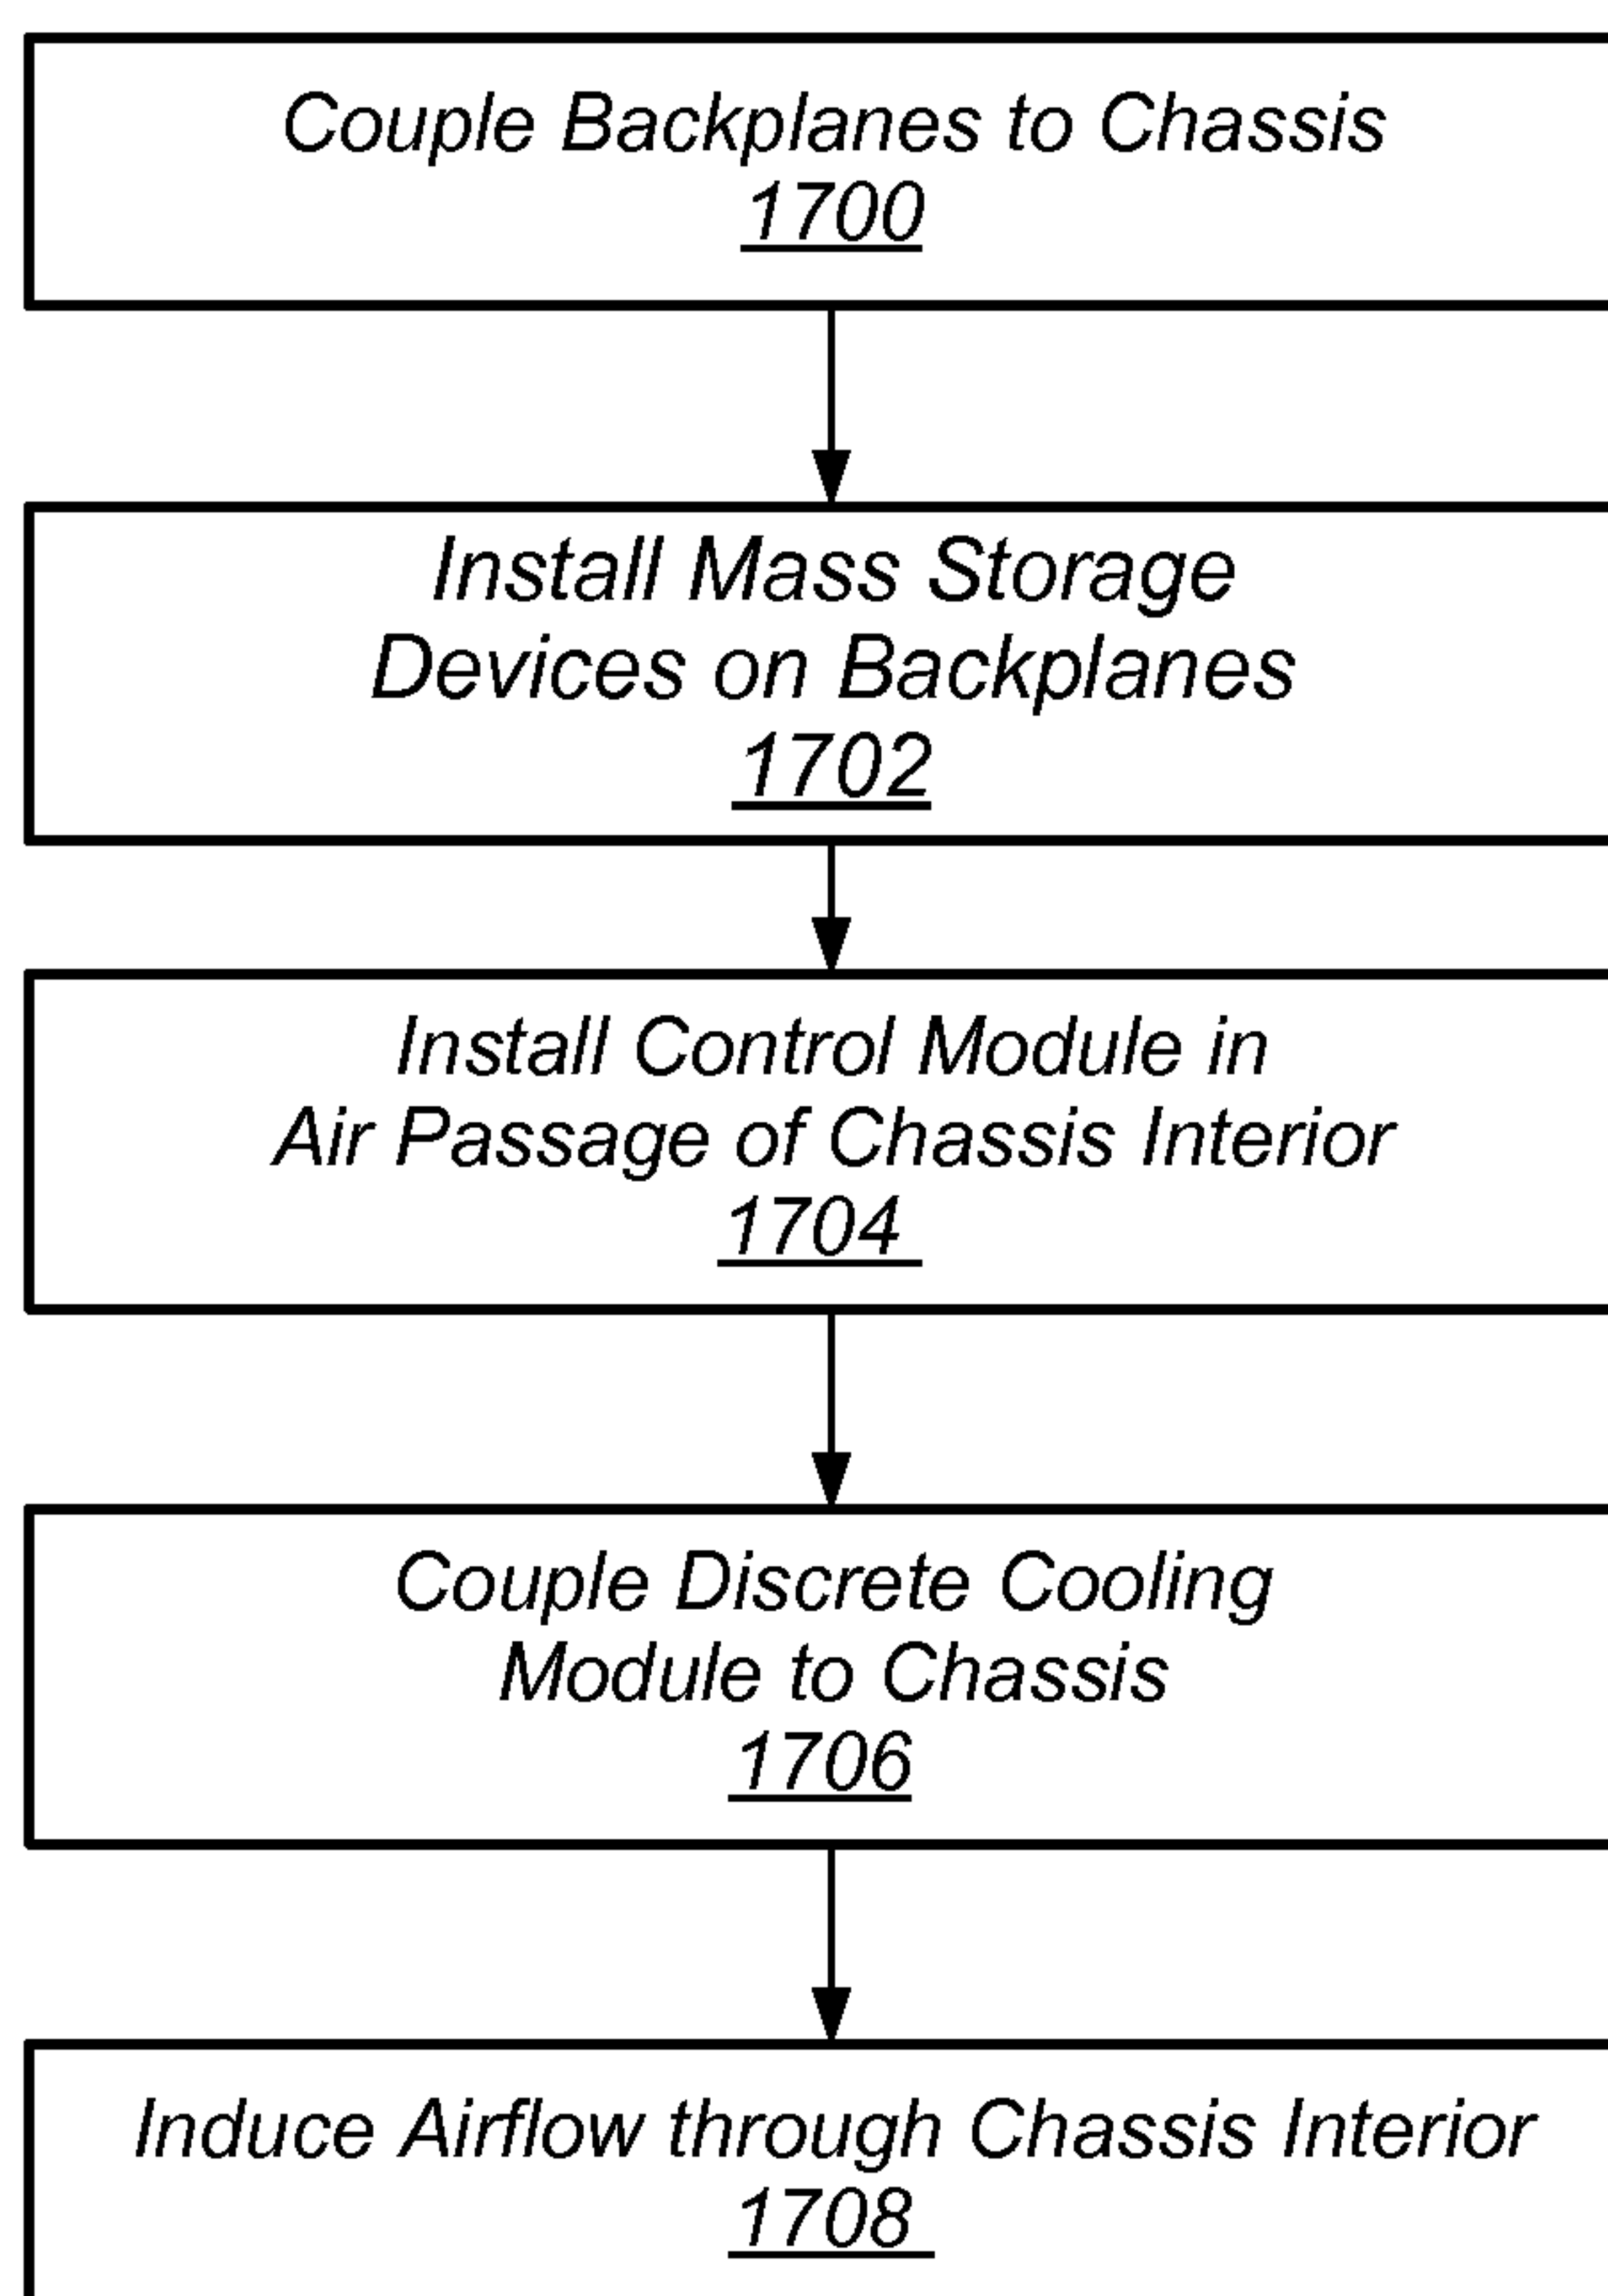 Couple Backplanes to Chassis
1700
Install Mass Storage
Devices on Backplanes
1702
Install Control Module in
Air Passage of Chassis Interior
1704
Couple Discrete Cooling
Module to Chassis
1706
Induce Airflow through Chassis Interior
1708